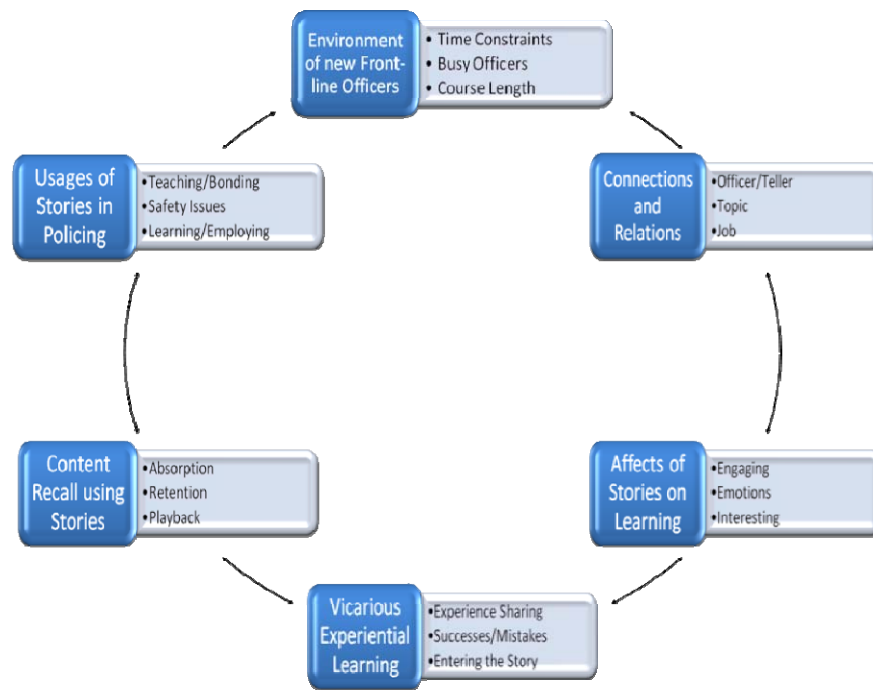 Environment
of new Front-
line Officers
• Time Constraints
• Busy Officers
• Course Length
Connections
and
Relations
•Officer/Teller
•Topic
•Job
Affects of
Stories on
Learning
•Engaging
•Emotions
•Interesting
Vicarious
Experiential
Learning
•Experience Sharing
•Successes/Mistakes
•Entering the Story
Content
Recall using
Stories
•Absorption
•Retention
•Playback
Usages of
Stories in
Policing
•Teaching/Bonding
•Safety Issues
•Learning/Employing